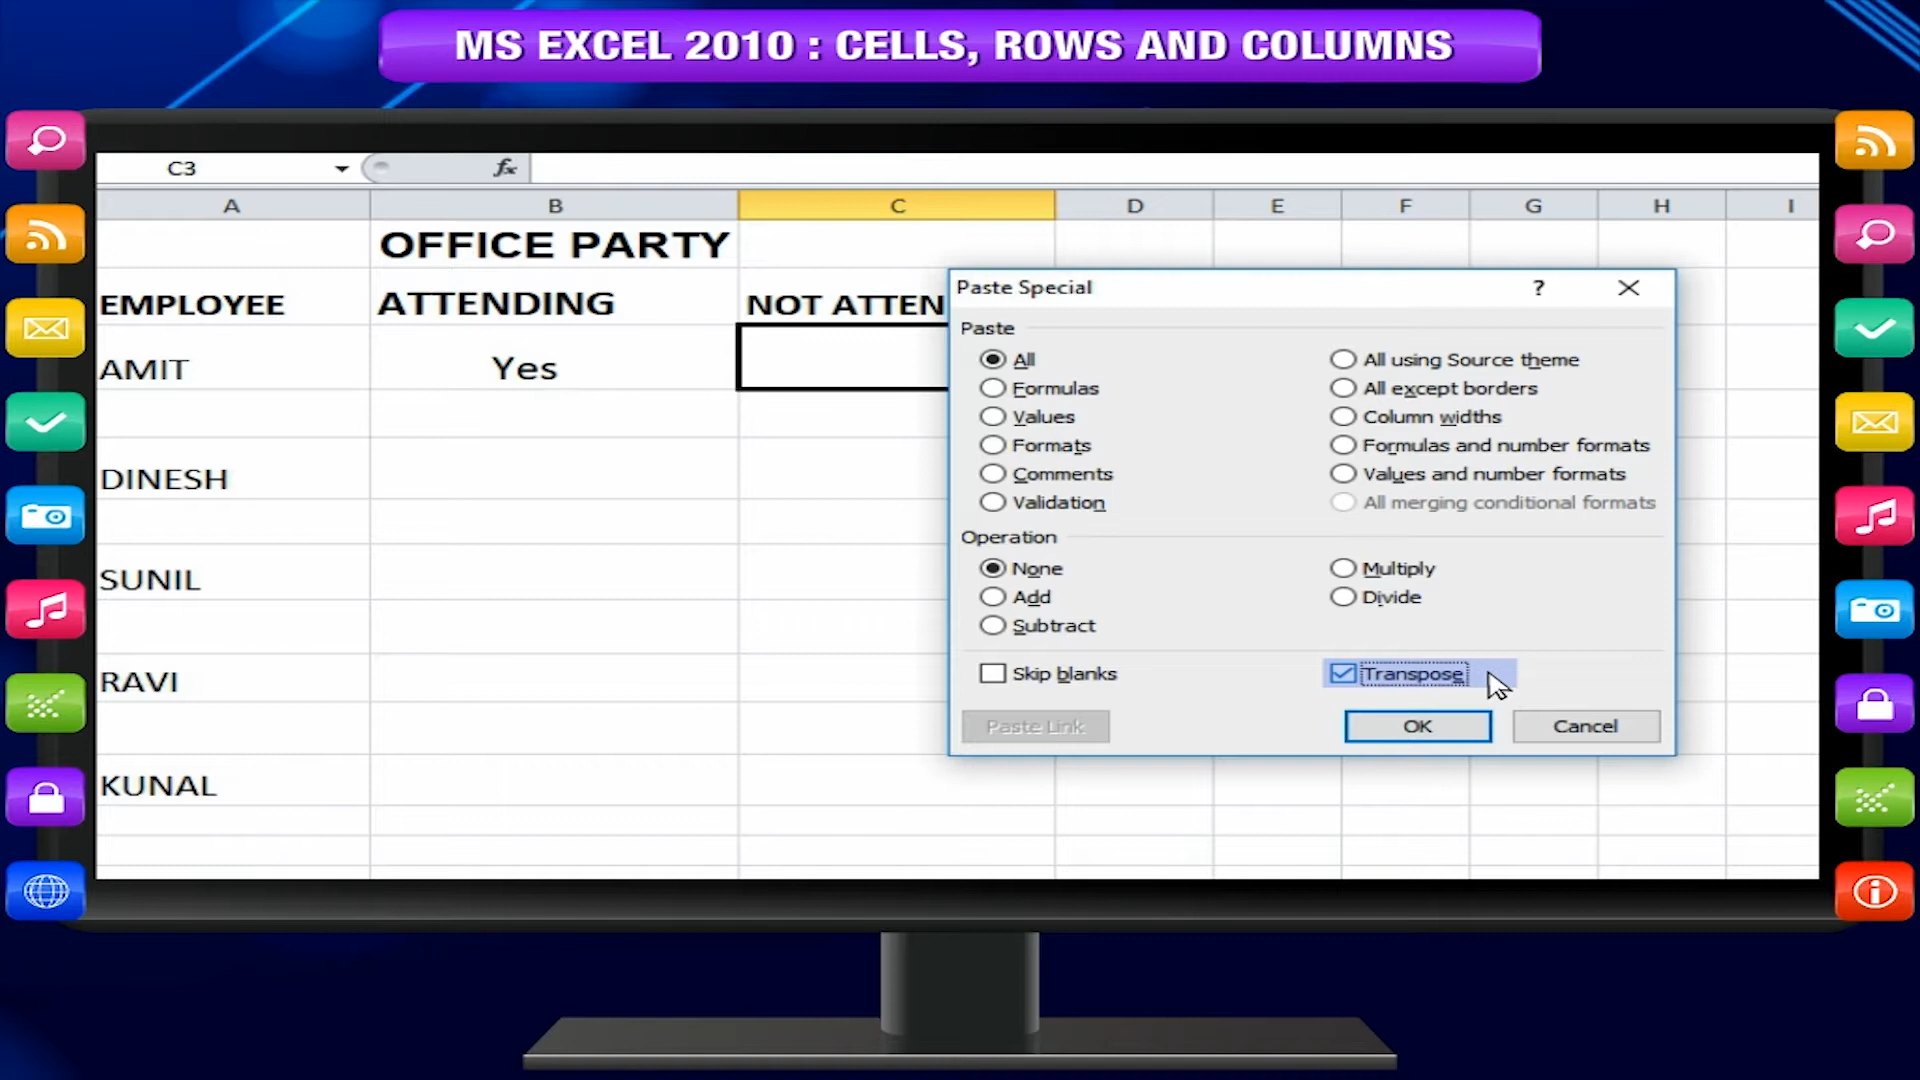 MS EXCEL 2010 : CELLS, ROWS AND COLUMNS
C3
fx
A B C D E F G H I
OFFICE PARTY
EMPLOYEE ATTENDING NOT ATTEN
AMIT Yes
DINESH
SUNIL
RAVI
KUNAL
Paste Special ?
Paste
All All using Source theme
Formulas All except borders
Values Column widths
Formats Formulas and number formats
Comments Values and number formats
Validation All merging conditional formats
Operation
None Multiply
Add Divide
Subtract
Skip blanks Transpose
Paste Link OK Cancel